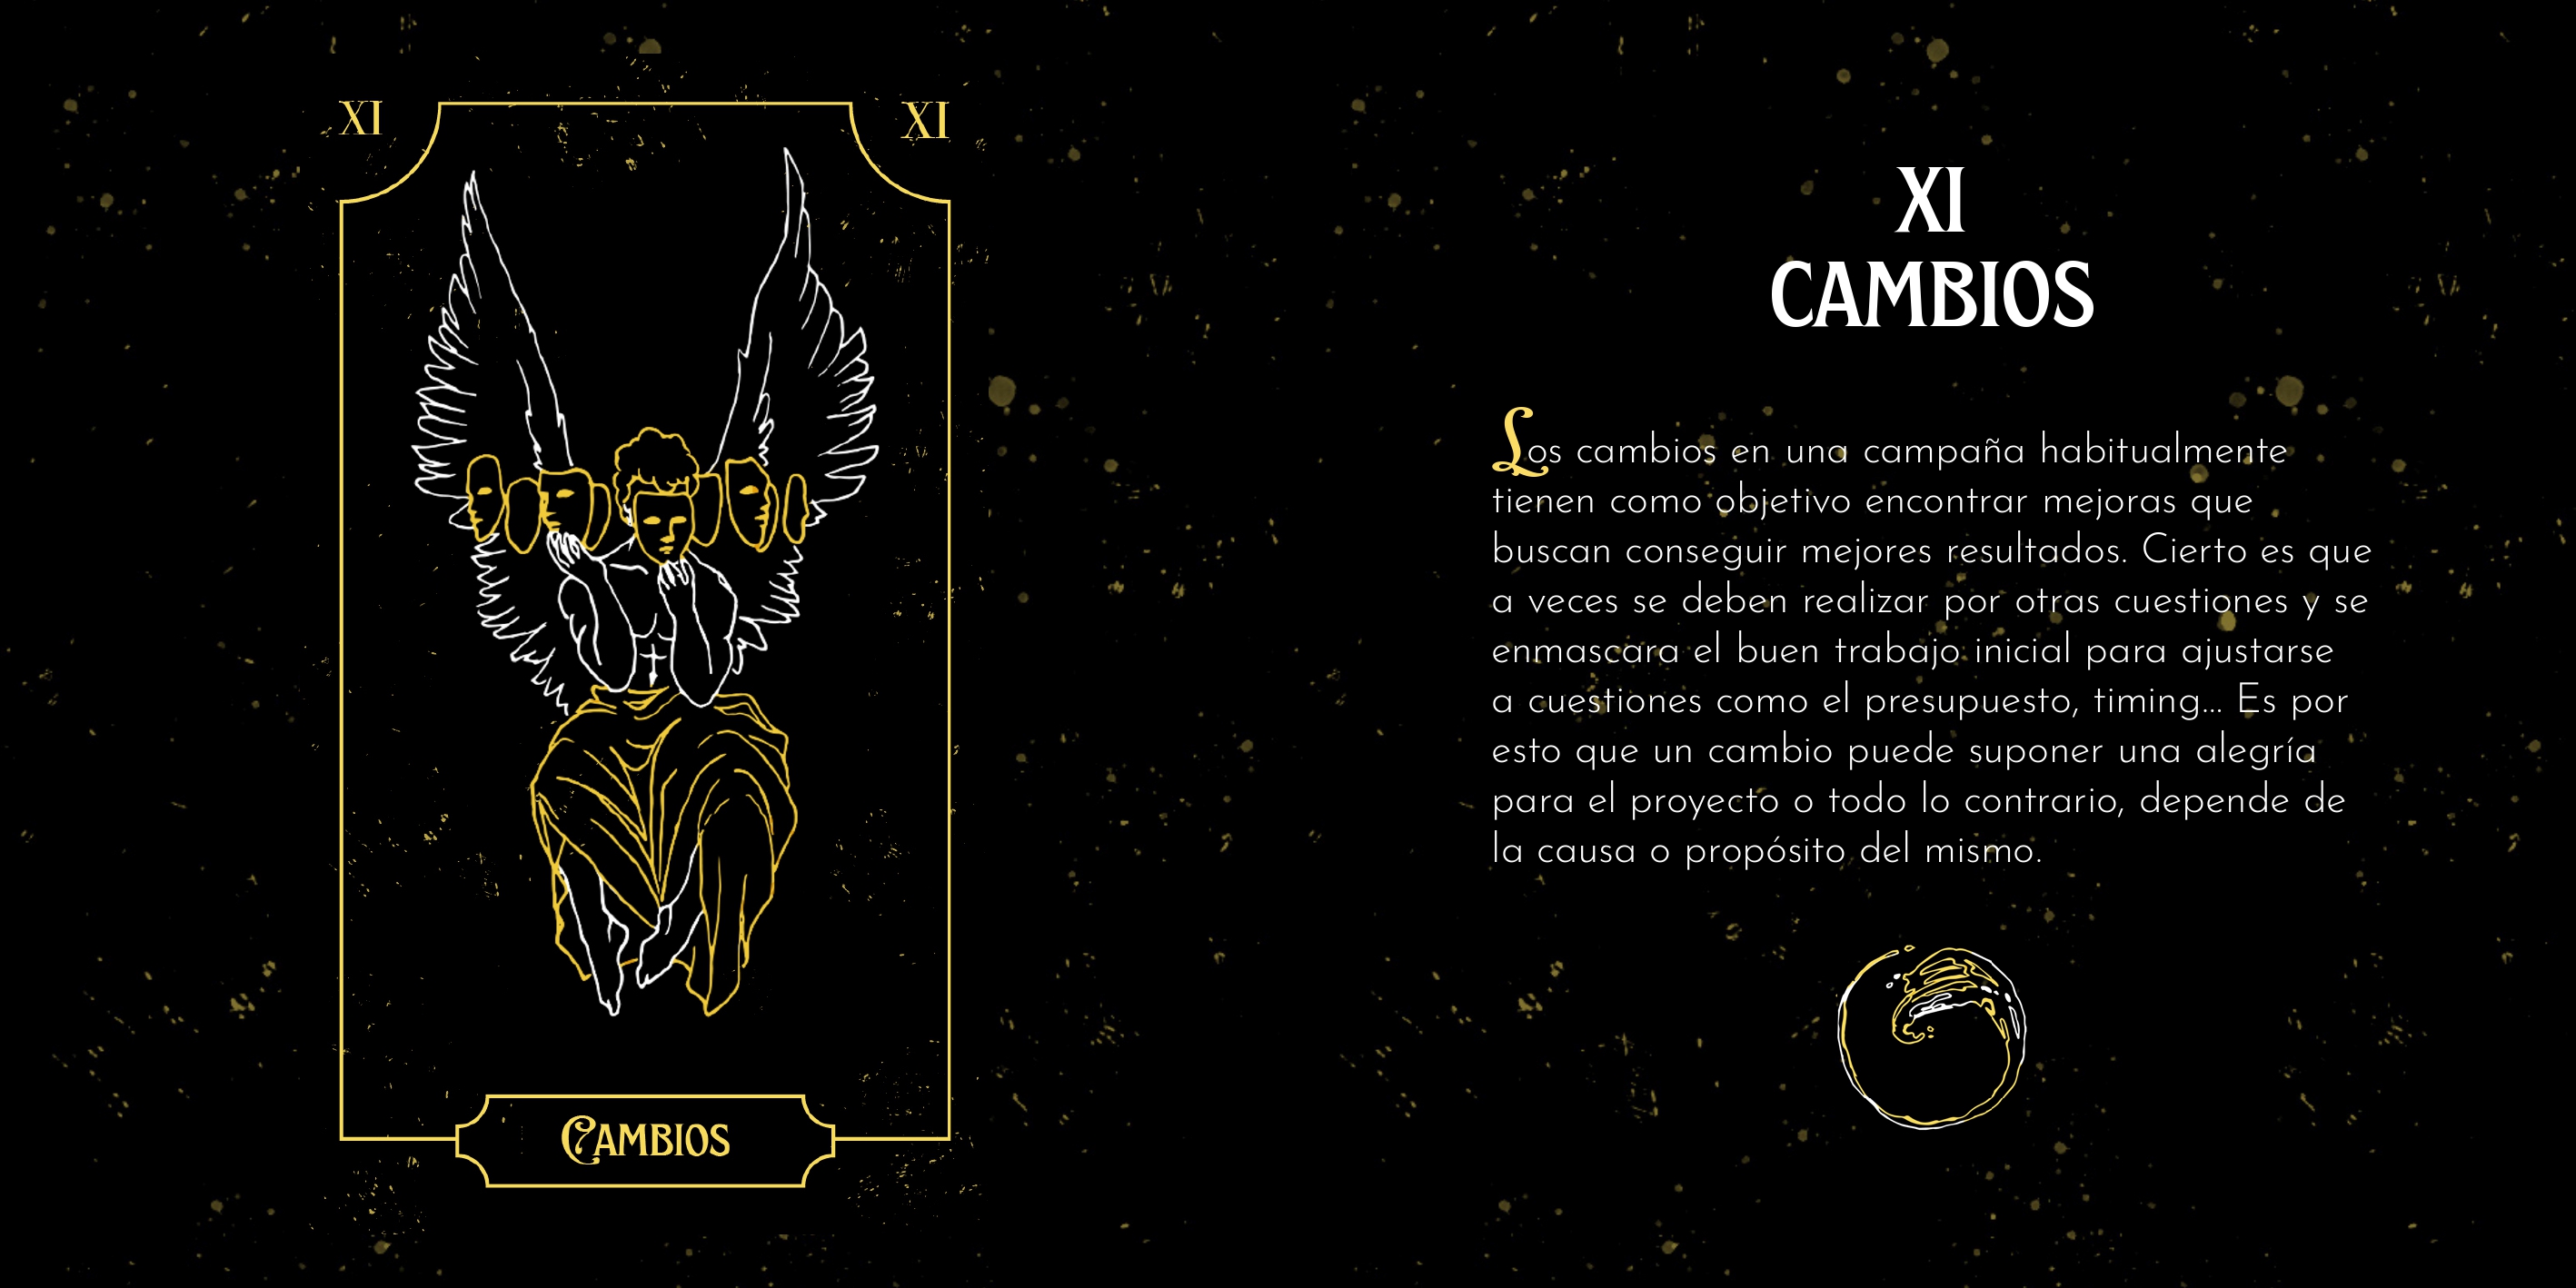 XI XI
CAMBIOS
XI
CAMBIOS
Los cambios en una campaña habitualmente
tienen como objetivo encontrar mejoras que
buscan conseguir mejores resultados. Cierto es que
a veces se deben realizar por otras cuestiones y se
enmascara el buen trabajo inicial para ajustarse
a cuestiones como el presupuesto, timing... Es por
esto que un cambio puede suponer una alegría
para el proyecto o todo lo contrario, depende de
la causa o propósito del mismo.